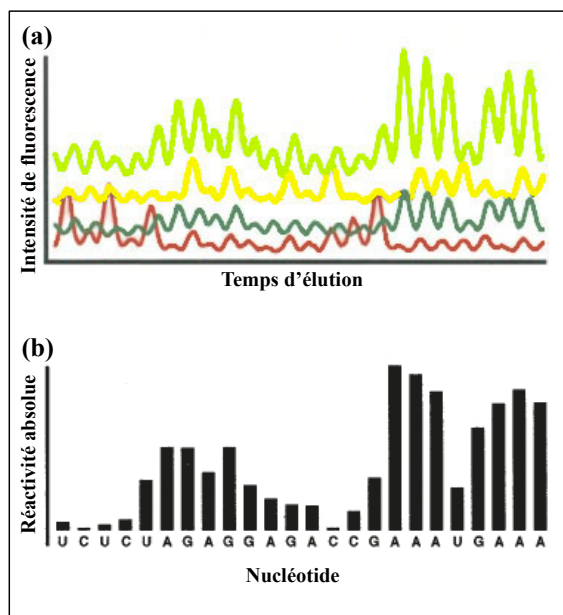 (a)
Intensité de fluorescence
Temps d’élution
(b)
Réactivité absolue
U C U C U A G A G G A G A C C G A A A U G A A A
Nucléotide